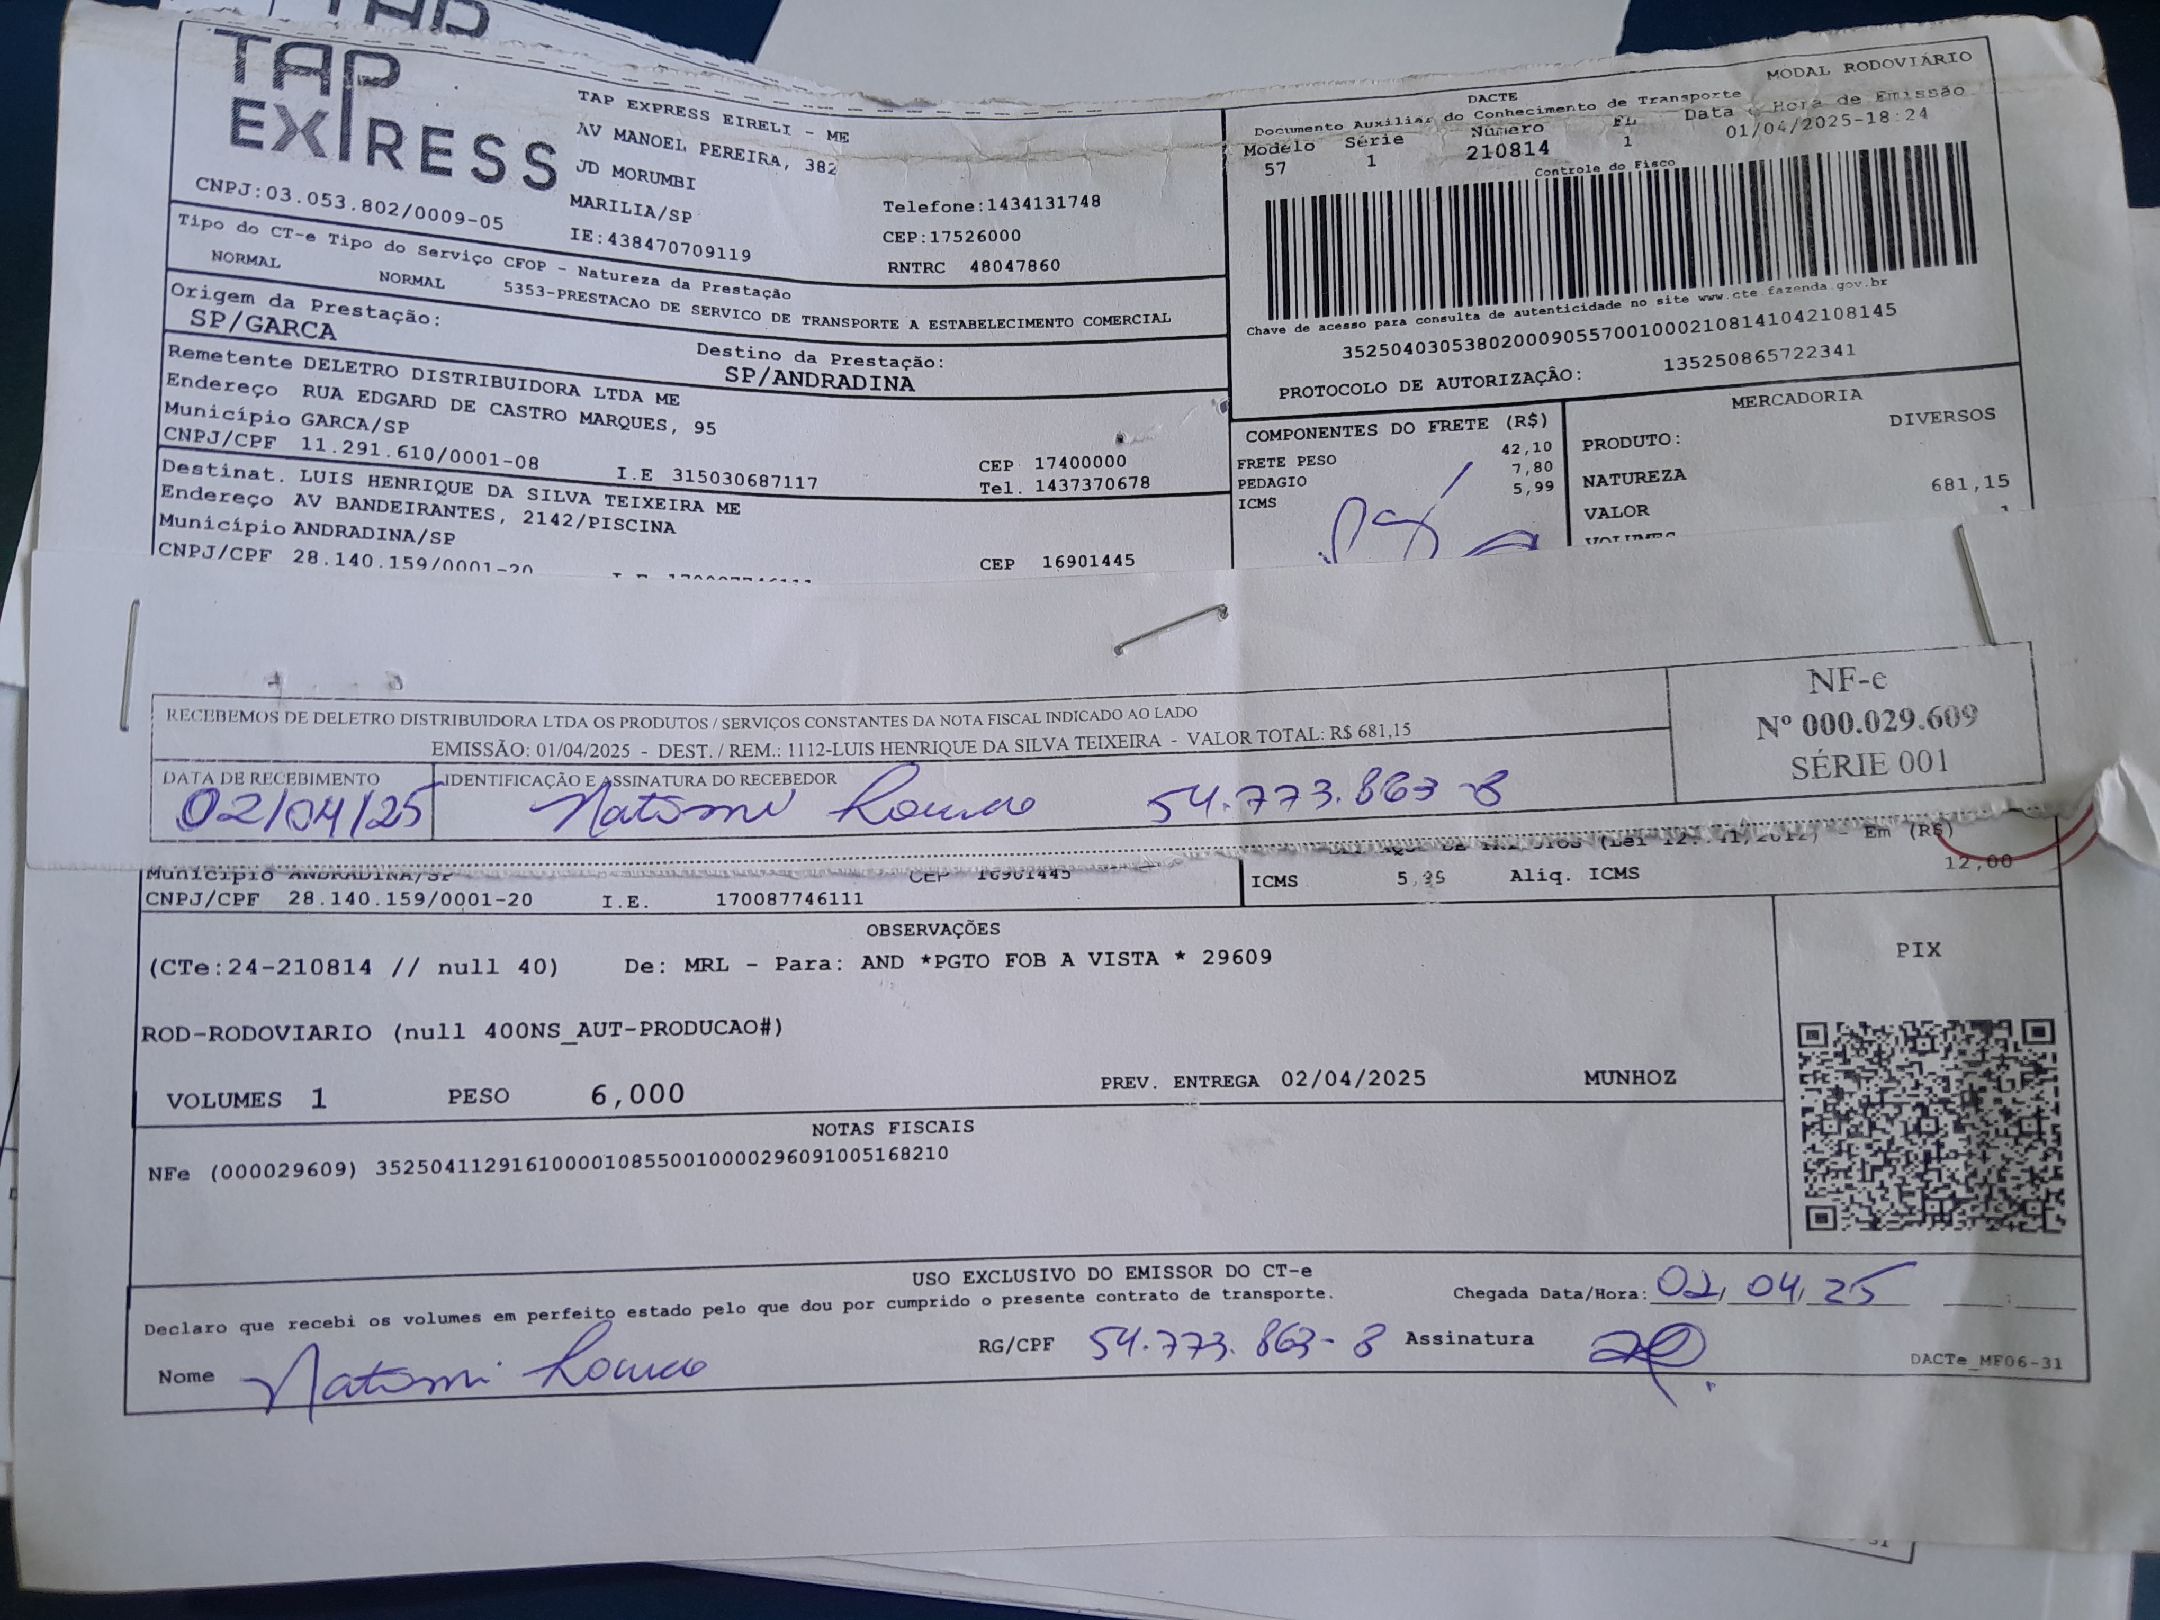 TAP
EXPRESS
TAP EXPRESS EIRELI - ME
AV MANOEL PEREIRA, 382
JD MORUMBI
MARILIA/SP
IE:438470709119
CNPJ:03.053.802/0009-05
Telefone:1434131748
CEP:17526000
RNTRC 48047860
MODAL RODOVIÁRIO
DACTE
Documento Auxiliar do Conhecimento de Transporte
Modelo Série Número FL Data e Hora de Emissão
57 1 210814 1 01/04/2025-18:24
Controle do Fisco
Chave de acesso para consulta de autenticidade no site www.cte.fazenda.gov.br
35250403053802000905570010002108141042108145
PROTOCOLO DE AUTORIZAÇÃO: 135250865722341
Tipo do CT-e Tipo do Serviço CFOP - Natureza da Prestação
NORMAL NORMAL 5353-PRESTACAO DE SERVICO DE TRANSPORTE A ESTABELECIMENTO COMERCIAL
Origem da Prestação:
SP/GARCA
Destino da Prestação:
SP/ANDRADINA
Remetente DELETRO DISTRIBUIDORA LTDA ME
Endereço RUA EDGARD DE CASTRO MARQUES, 95
Município GARCA/SP CEP 17400000
CNPJ/CPF 11.291.610/0001-08 I.E 315030687117 Tel. 1437370678
Destinat. LUIS HENRIQUE DA SILVA TEIXEIRA ME
Endereço AV BANDEIRANTES, 2142/PISCINA
Município ANDRADINA/SP CEP 16901445
CNPJ/CPF 28.140.159/0001-20
COMPONENTES DO FRETE (R$)
FRETE PESO 42,10
PEDAGIO 7,80
ICMS 5,99
MERCADORIA
PRODUTO: DIVERSOS
NATUREZA
VALOR 681,15
RECEBEMOS DE DELETRO DISTRIBUIDORA LTDA OS PRODUTOS / SERVIÇOS CONSTANTES DA NOTA FISCAL INDICADO AO LADO
EMISSÃO: 01/04/2025 - DEST. / REM.: 1112-LUIS HENRIQUE DA SILVA TEIXEIRA - VALOR TOTAL: R$ 681,15
DATA DE RECEBIMENTO IDENTIFICAÇÃO E ASSINATURA DO RECEBEDOR
02/04/25 54.773.863-8
NF-e
Nº 000.029.609
SÉRIE 001
Em (R$)
Município ANDRADINA/SP CEP 16901445
ICMS 5,95 Aliq. ICMS 12,00
CNPJ/CPF 28.140.159/0001-20 I.E. 170087746111
OBSERVAÇÕES
(CTe:24-210814 // null 40) De: MRL - Para: AND *PGTO FOB A VISTA * 29609
PIX
ROD-RODOVIARIO (null 400NS_AUT-PRODUCAO#)
VOLUMES 1 PESO 6,000 PREV. ENTREGA 02/04/2025 MUNHOZ
NOTAS FISCAIS
NFe (000029609) 35250411291610000108550010000296091005168210
USO EXCLUSIVO DO EMISSOR DO CT-e
Declaro que recebi os volumes em perfeito estado pelo que dou por cumprido o presente contrato de transporte.
Chegada Data/Hora: 02/04/25
Nome RG/CPF 54.773.863-8 Assinatura
DACTe_MF06-31